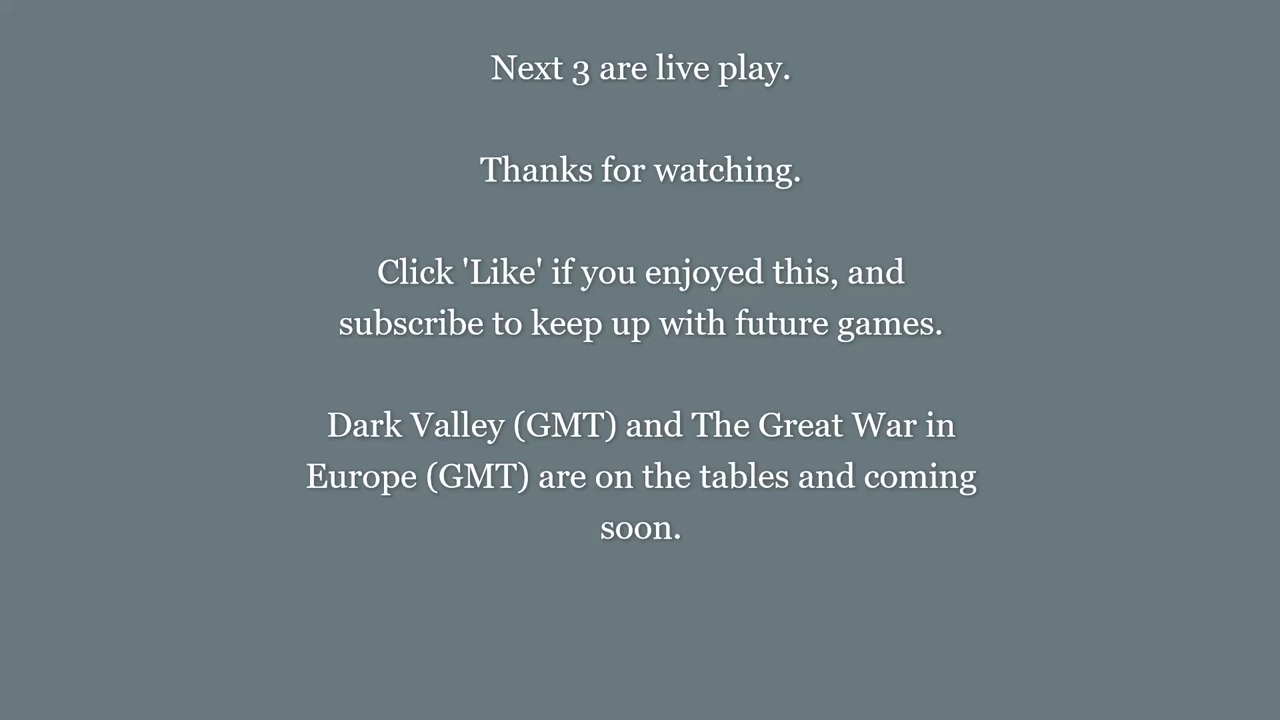 Next 3 are live play.
Thanks for watching.
Click 'Like' if you enjoyed this, and
subscribe to keep up with future games.
Dark Valley (GMT) and The Great War in
Europe (GMT) are on the tables and coming
soon.